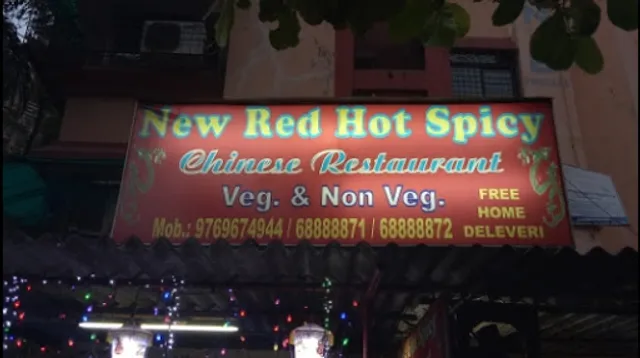 New Red Hot Spicy
Chinese Restaurant
Veg. & Non Veg.
FREE
HOME
DELEVERI
Mob.: 9769674944 / 68888871 / 68888872